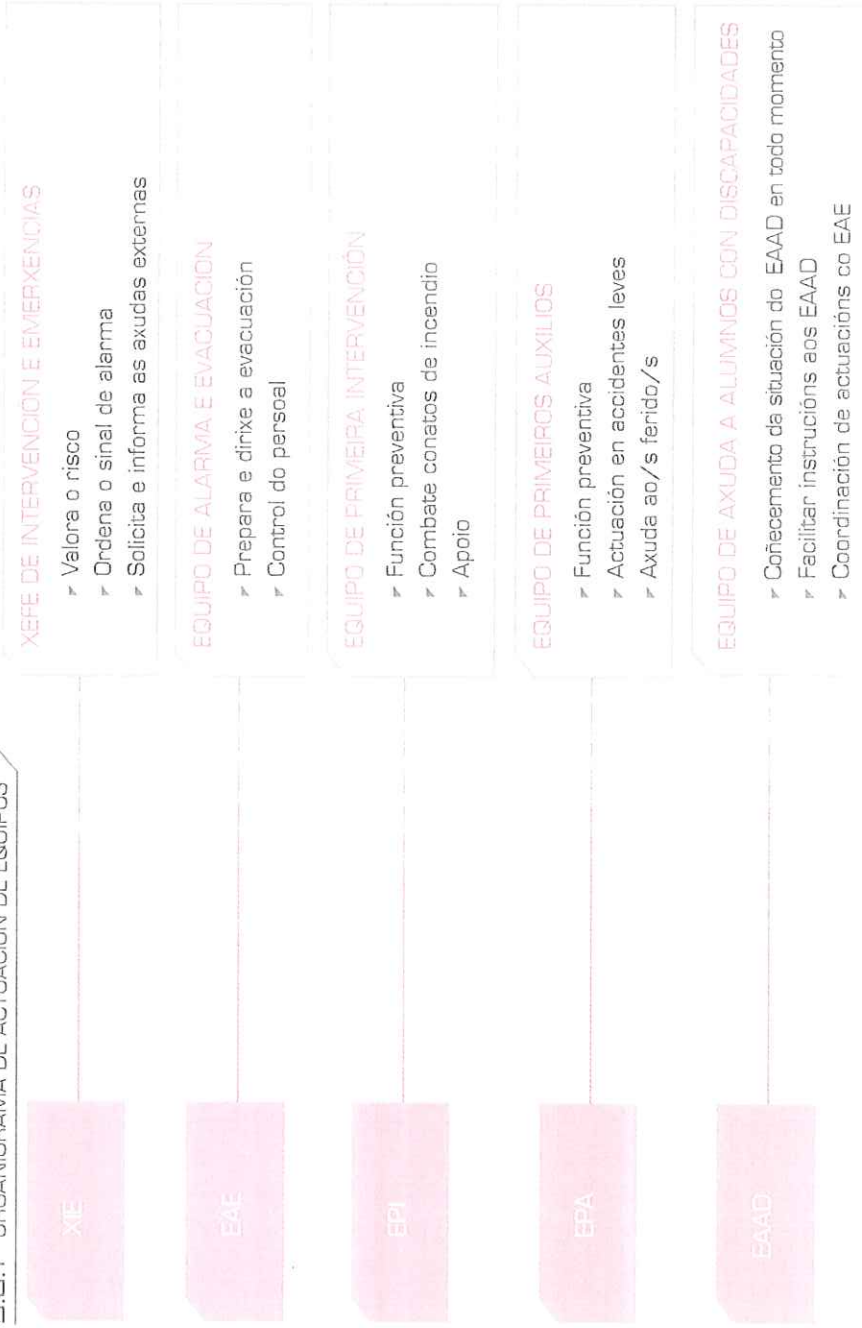 ORGANIGRAMA DE ACTUACIÓN DE EQUIPOS
XIE
XEFE DE INTERVENCIÓN E EMERXENCIAS
Valora o risco
Ordena o sinal de alarma
Solicita e informa as axudas externas
EAE
EQUIPO DE ALARMA E EVACUACIÓN
Prepara e dirixe a evacuación
Control do persoal
EPI
EQUIPO DE PRIMEIRA INTERVENCIÓN
Función preventiva
Combate conatos de incendio
Apoio
EPA
EQUIPO DE PRIMEIROS AUXILIOS
Función preventiva
Actuación en accidentes leves
Axuda ao/s ferido/s
EAAD
EQUIPO DE AXUDA A ALUMNOS CON DISCAPACIDADES
Coñecemento da situación do EAAD en todo momento
Facilitar instrucións aos EAAD
Coordinación de actuacións co EAE